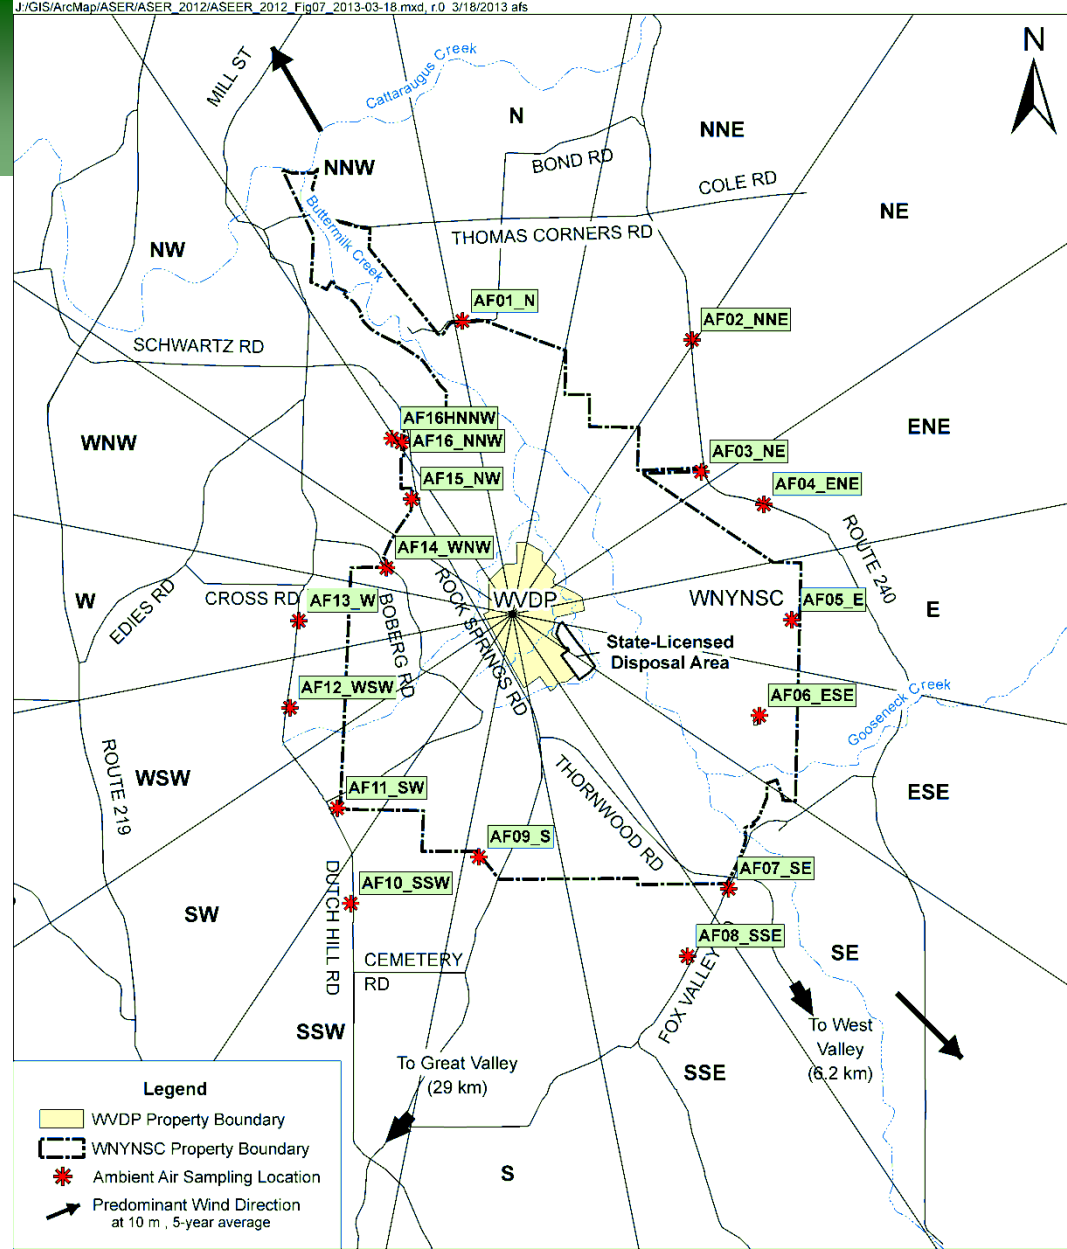 J:/GIS/ArcMap/ASER/ASER_2012/ASEER_2012_Fig07_2013-03-18.mxd, r.0 3/18/2013 afs
N
MILL ST
Cattaraugus Creek
N
NNE
BOND RD
NNW
COLE RD
NE
Buttermilk Creek
THOMAS CORNERS RD
NW
AF01_N
AF02_NNE
SCHWARTZ RD
AF16HNNW
ENE
WNW
AF16_NNW
AF03_NE
AF15_NW
AF04_ENE
ROUTE 240
AF14_WNW
ROCK SPRINGS RD
WVDP
WNYNSC
EDIES RD
W
CROSS RD
AF13_W
BOBERG RD
AF05_E
E
State-Licensed
Disposal Area
AF12_WSW
AF06_ESE
Gooseneck Creek
ROUTE 219
WSW
THORNWOOD RD
AF11_SW
ESE
AF09_S
AF07_SE
DUTCH HILL RD
AF10_SSW
SW
AF08_SSE
SE
CEMETERY
RD
FOX VALLEY
SSW
To West
Valley
(6.2 km)
To Great Valley
(29 km)
SSE
S
Legend
WVDP Property Boundary
WNYNSC Property Boundary
Ambient Air Sampling Location
Predominant Wind Direction
at 10 m , 5-year average